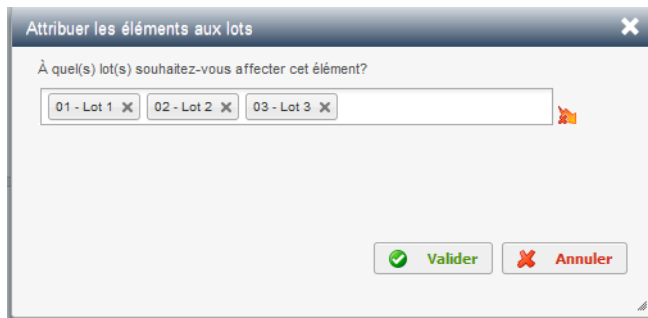 Attribuer les éléments aux lots
À quel(s) lot(s) souhaitez-vous affecter cet élément?
01 - Lot 1 02 - Lot 2 03 - Lot 3
Valider Annuler